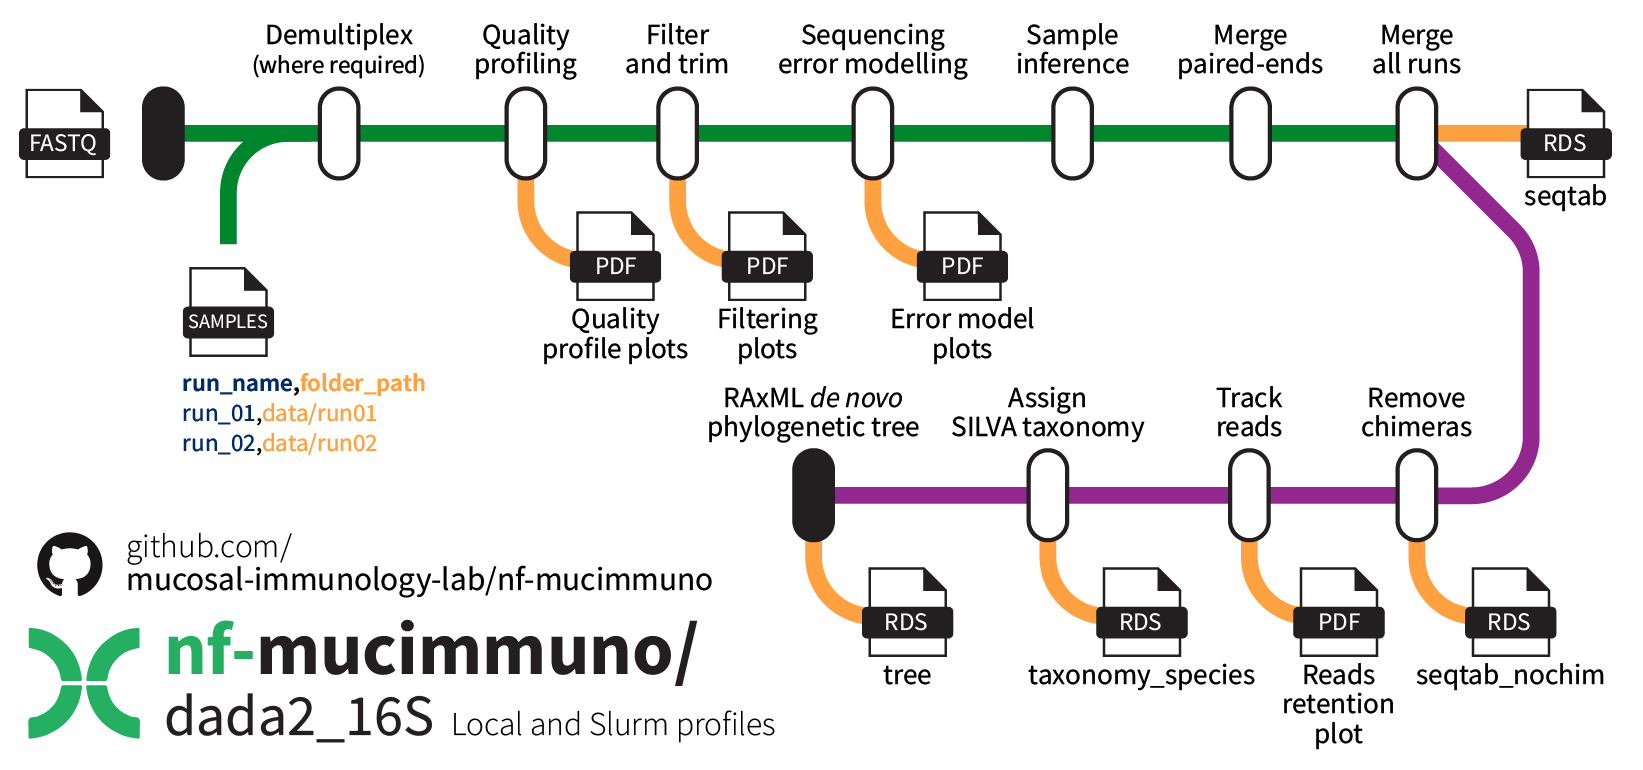 Demultiplex
(where required)
Quality
profiling
Filter
and trim
Sequencing
error modelling
Sample
inference
Merge
paired-ends
Merge
all runs
FASTQ
RDS
seqtab
PDF
Quality
profile plots
PDF
Filtering
plots
PDF
Error model
plots
SAMPLES
run_name,folder_path
run_01,data/run01
run_02,data/run02
RAxML de novo
phylogenetic tree
Assign
SILVA taxonomy
Track
reads
Remove
chimeras
RDS
tree
RDS
taxonomy_species
PDF
Reads
retention
plot
RDS
seqtab_nochim
github.com/
mucosal-immunology-lab/nf-mucimmuno
nf-mucimmuno/
dada2_16S Local and Slurm profiles